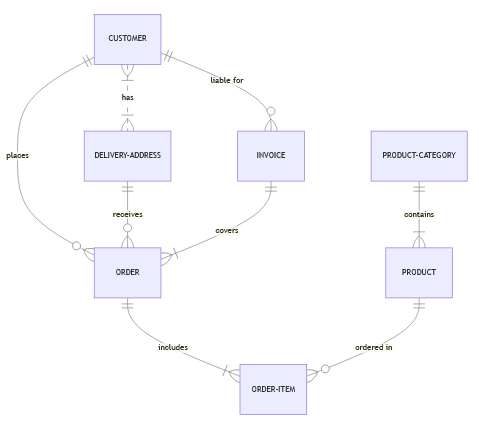 CUSTOMER
liable for
has
places
DELIVERY-ADDRESS
INVOICE
PRODUCT-CATEGORY
receives
contains
covers
ORDER
PRODUCT
includes
ordered in
ORDER-ITEM